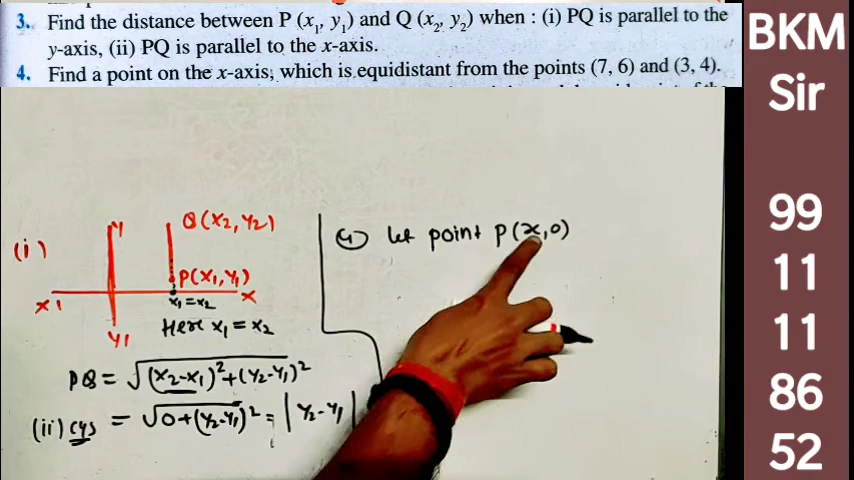 3. Find the distance between P (x₁, y₁) and Q (x₂, y₂) when : (i) PQ is parallel to the
y-axis, (ii) PQ is parallel to the x-axis.
4. Find a point on the x-axis, which is equidistant from the points (7, 6) and (3, 4).
BKM
Sir
99
11
11
86
52
(i)
Y
Q(x₂, y₂)
P(x₁, y₁)
x₁ = x₂
X'
X
Y'
Here x₁ = x₂
PQ = √(x₂-x₁)²+(y₂-y₁)²
(ii) cys = √0+(y₂-y₁)² = |y₂-y₁|
(4) let point P(x,0)